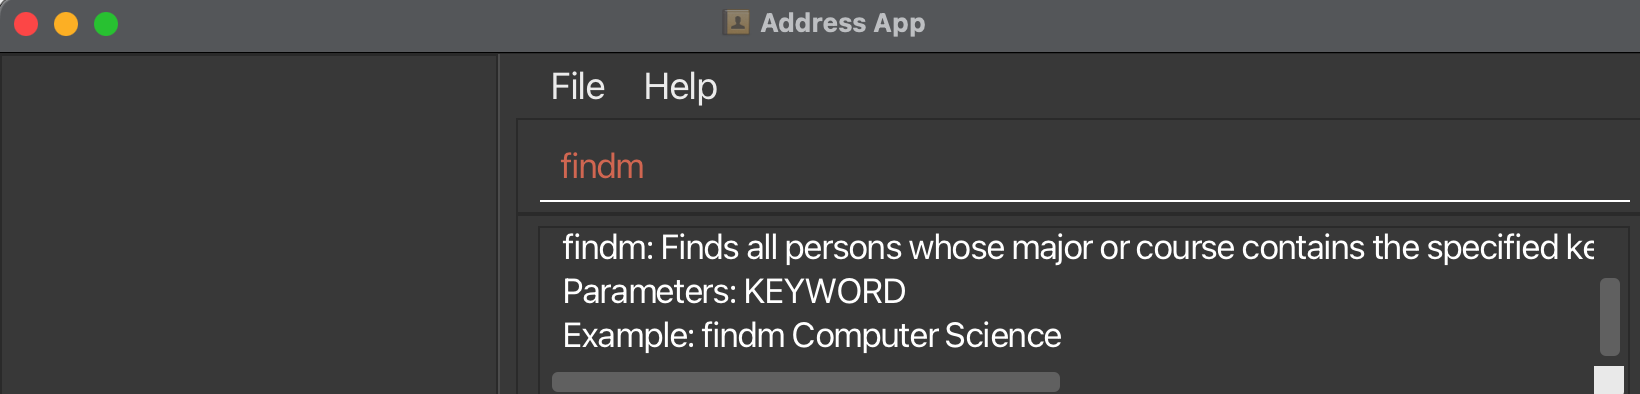 Address App
File Help
findm
findm: Finds all persons whose major or course contains the specified
Parameters: KEYWORD
Example: findm Computer Science